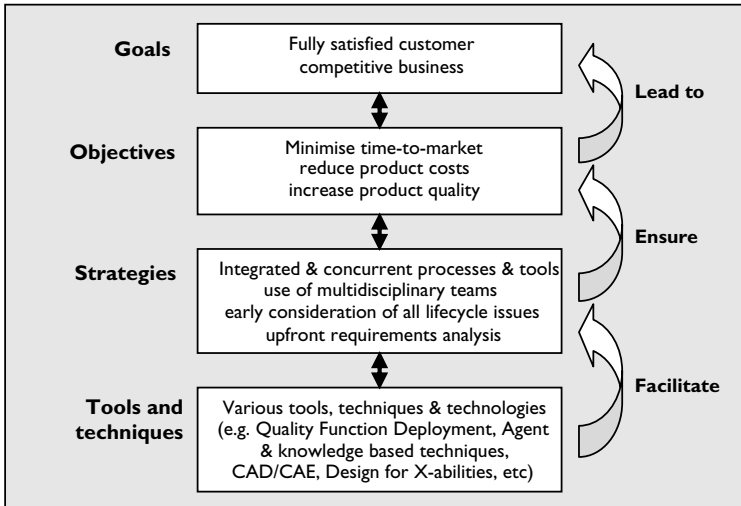 Goals
Fully satisfied customer
competitive business
Lead to
Objectives
Minimise time-to-market
reduce product costs
increase product quality
Ensure
Strategies
Integrated & concurrent processes & tools
use of multidisciplinary teams
early consideration of all lifecycle issues
upfront requirements analysis
Facilitate
Tools and
techniques
Various tools, techniques & technologies
(e.g. Quality Function Deployment, Agent
& knowledge based techniques,
CAD/CAE, Design for X-abilities, etc)